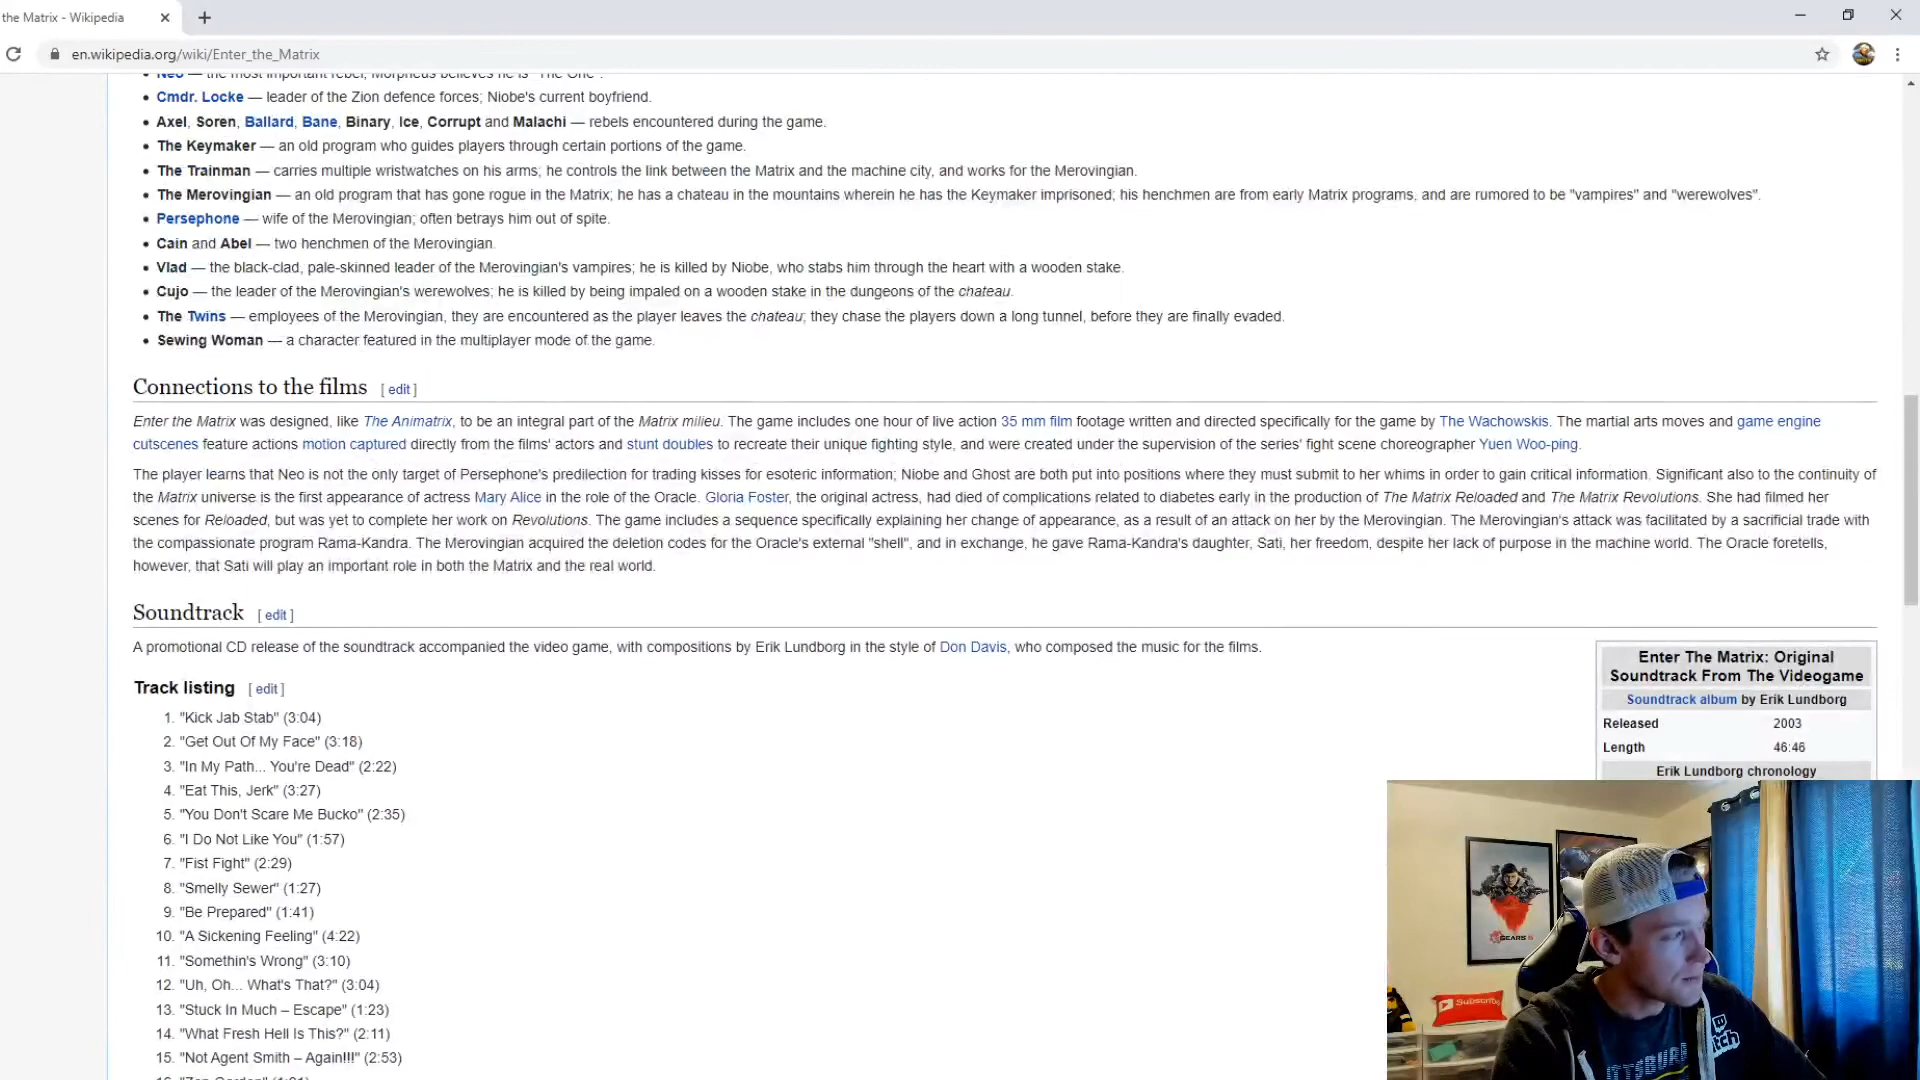 the Matrix - Wikipedia
en.wikipedia.org/wiki/Enter_the_Matrix
Neo — the most important rebel, Morpheus believes he is "The One".
Cmdr. Locke — leader of the Zion defence forces; Niobe's current boyfriend.
Axel, Soren, Ballard, Bane, Binary, Ice, Corrupt and Malachi — rebels encountered during the game.
The Keymaker — an old program who guides players through certain portions of the game.
The Trainman — carries multiple wristwatches on his arms; he controls the link between the Matrix and the machine city, and works for the Merovingian.
The Merovingian — an old program that has gone rogue in the Matrix; he has a chateau in the mountains wherein he has the Keymaker imprisoned; his henchmen are from early Matrix programs, and are rumored to be "vampires" and "werewolves".
Persephone — wife of the Merovingian; often betrays him out of spite.
Cain and Abel — two henchmen of the Merovingian.
Vlad — the black-clad, pale-skinned leader of the Merovingian's vampires; he is killed by Niobe, who stabs him through the heart with a wooden stake.
Cujo — the leader of the Merovingian's werewolves; he is killed by being impaled on a wooden stake in the dungeons of the chateau.
The Twins — employees of the Merovingian, they are encountered as the player leaves the chateau; they chase the players down a long tunnel, before they are finally evaded.
Sewing Woman — a character featured in the multiplayer mode of the game.
Connections to the films [ edit ]
Enter the Matrix was designed, like The Animatrix, to be an integral part of the Matrix milieu. The game includes one hour of live action 35 mm film footage written and directed specifically for the game by The Wachowskis. The martial arts moves and game engine
cutscenes feature actions motion captured directly from the films' actors and stunt doubles to recreate their unique fighting style, and were created under the supervision of the series' fight scene choreographer Yuen Woo-ping.
The player learns that Neo is not the only target of Persephone's predilection for trading kisses for esoteric information; Niobe and Ghost are both put into positions where they must submit to her whims in order to gain critical information. Significant also to the continuity of
the Matrix universe is the first appearance of actress Mary Alice in the role of the Oracle. Gloria Foster, the original actress, had died of complications related to diabetes early in the production of The Matrix Reloaded and The Matrix Revolutions. She had filmed her
scenes for Reloaded, but was yet to complete her work on Revolutions. The game includes a sequence specifically explaining her change of appearance, as a result of an attack on her by the Merovingian. The Merovingian's attack was facilitated by a sacrificial trade with
the compassionate program Rama-Kandra. The Merovingian acquired the deletion codes for the Oracle's external "shell", and in exchange, he gave Rama-Kandra's daughter, Sati, her freedom, despite her lack of purpose in the machine world. The Oracle foretells,
however, that Sati will play an important role in both the Matrix and the real world.
Soundtrack [ edit ]
A promotional CD release of the soundtrack accompanied the video game, with compositions by Erik Lundborg in the style of Don Davis, who composed the music for the films.
Enter The Matrix: Original
Soundtrack From The Videogame
Soundtrack album by Erik Lundborg
Released 2003
Length 46:46
Erik Lundborg chronology
Track listing [ edit ]
1. "Kick Jab Stab" (3:04)
2. "Get Out Of My Face" (3:18)
3. "In My Path... You're Dead" (2:22)
4. "Eat This, Jerk" (3:27)
5. "You Don't Scare Me Bucko" (2:35)
6. "I Do Not Like You" (1:57)
7. "Fist Fight" (2:29)
8. "Smelly Sewer" (1:27)
9. "Be Prepared" (1:41)
10. "A Sickening Feeling" (4:22)
11. "Somethin's Wrong" (3:10)
12. "Uh, Oh... What's That?" (3:04)
13. "Stuck In Much – Escape" (1:23)
14. "What Fresh Hell Is This?" (2:11)
15. "Not Agent Smith – Again!!!" (2:53)
GEARS 5
Subscribe